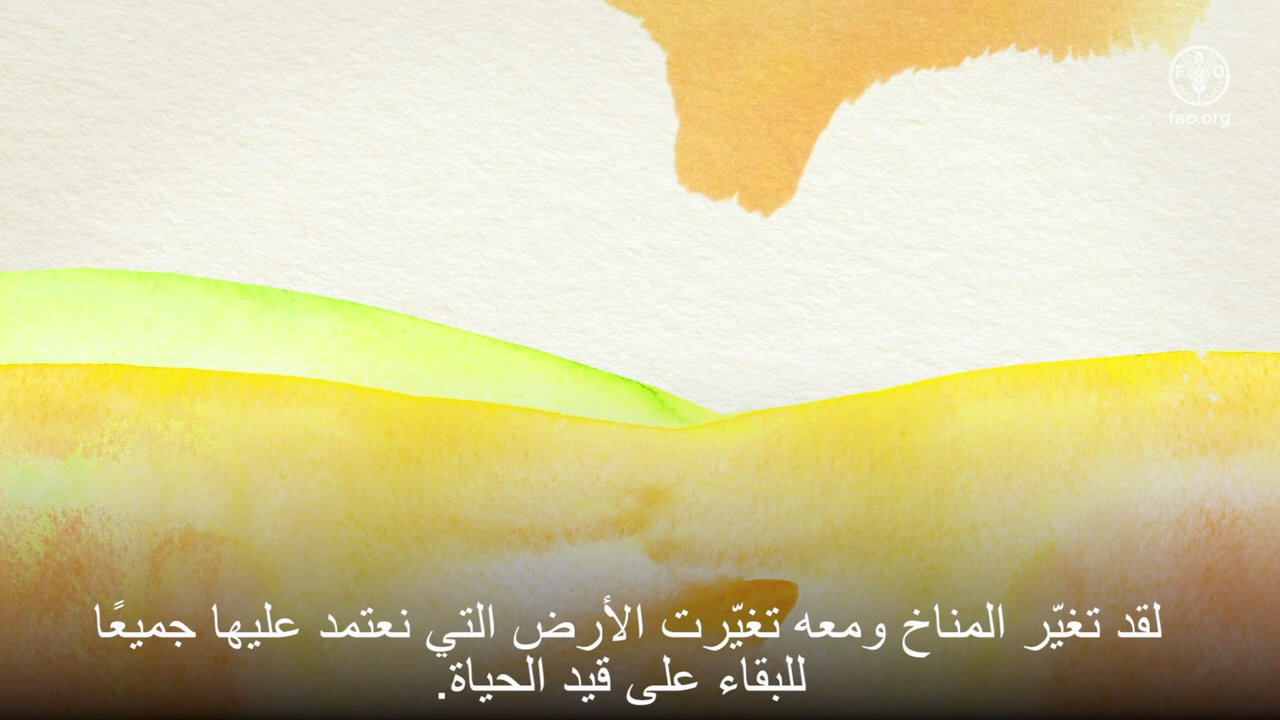 FAO
fao.org
لقد تغيّر المناخ ومعه تغيّرت الأرض التي نعتمد عليها جميعًا
للبقاء على قيد الحياة.